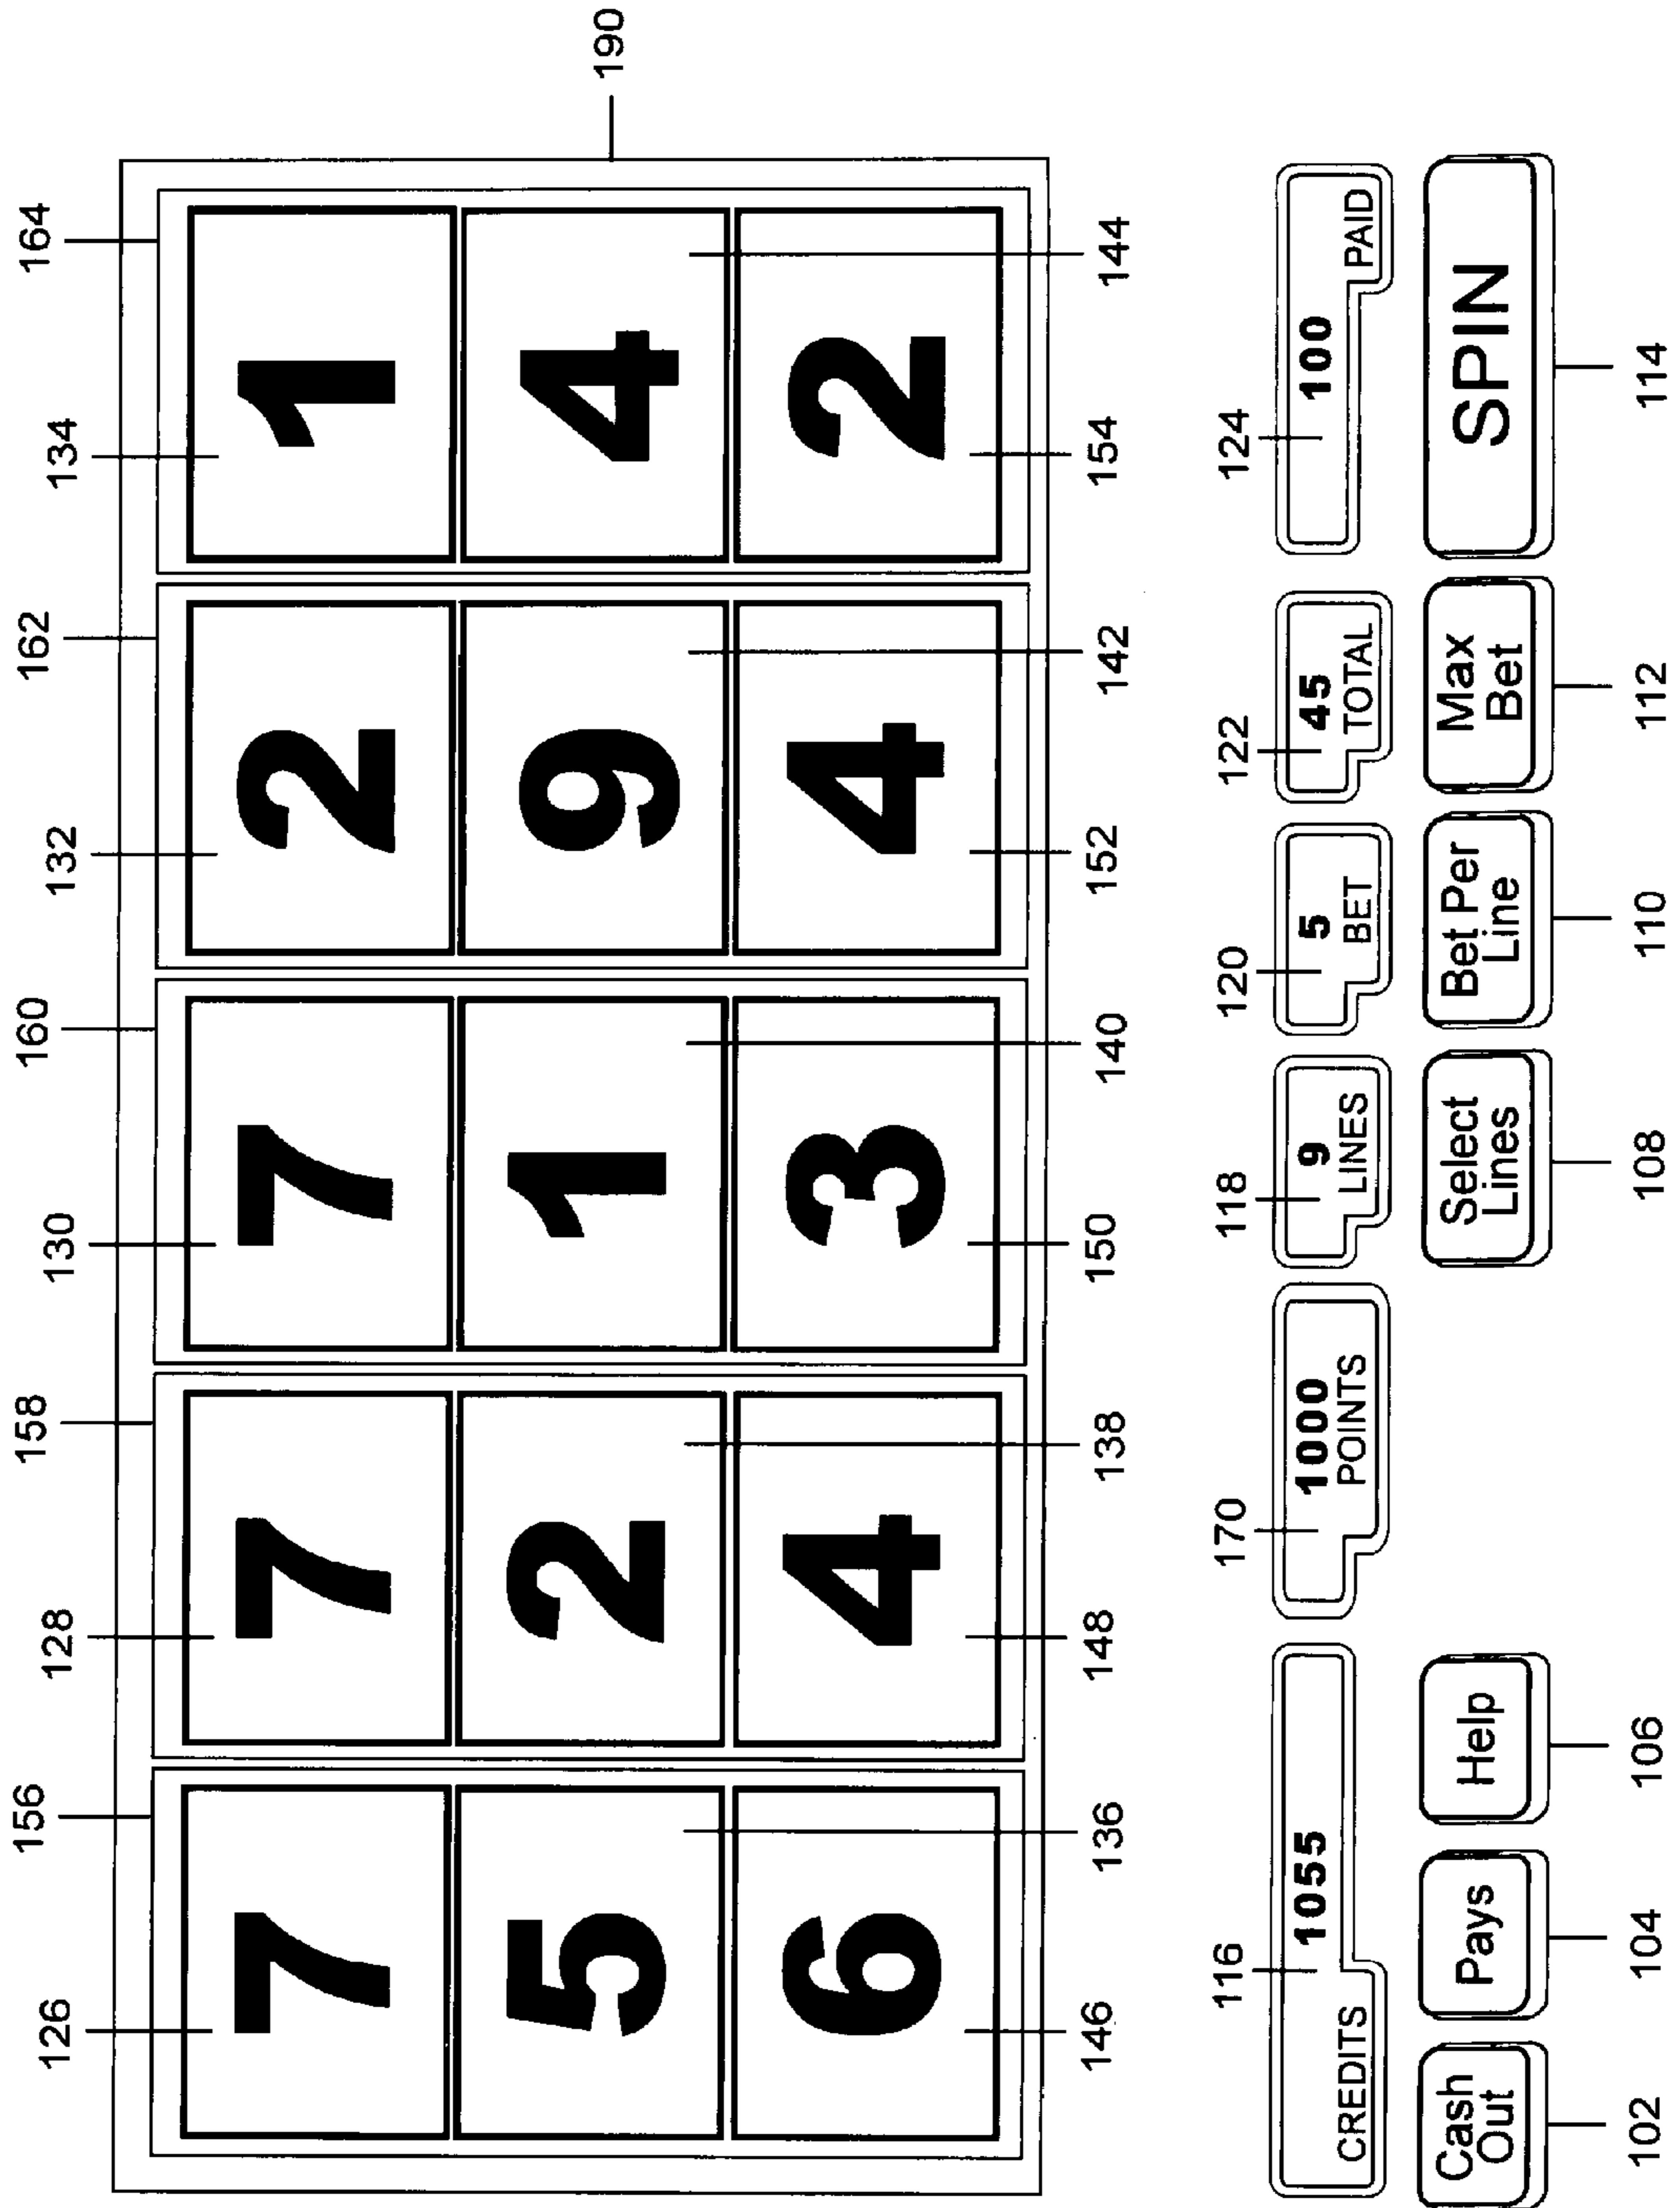 156 158 160 162 164
126 128 130 132 134
7 7 7 2 1
5 2 1 9 4 190
6 4 3 4 2
146 136 148 138 150 140 152 142 154 144
116 170 118 120 122 124
1055 1000 9 5 45 100
CREDITS POINTS LINES BET TOTAL PAID
Cash Pays Help Select Bet Per Max SPIN
Out Lines Line Bet
102 104 106 108 110 112 114